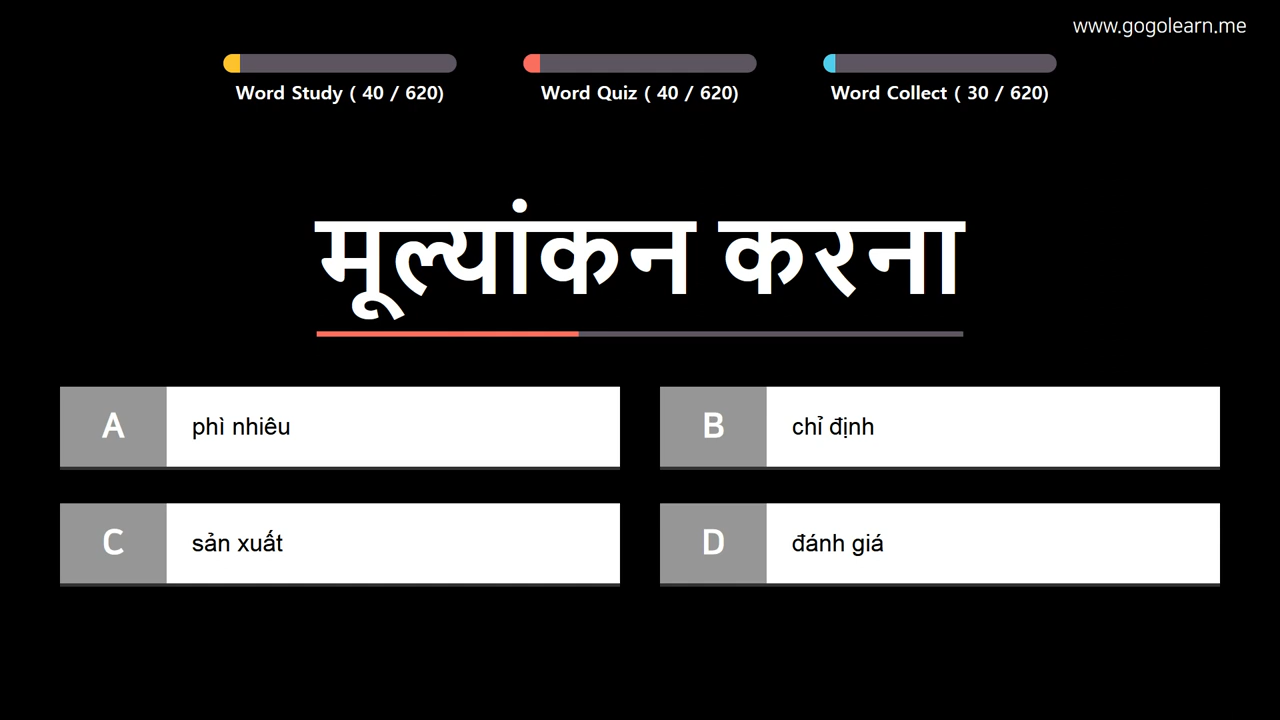 www.gogolearn.me
Word Study ( 40 / 620)
Word Quiz ( 40 / 620)
Word Collect ( 30 / 620)
मूल्यांकन करना
A
phì nhiêu
B
chỉ định
C
sản xuất
D
đánh giá